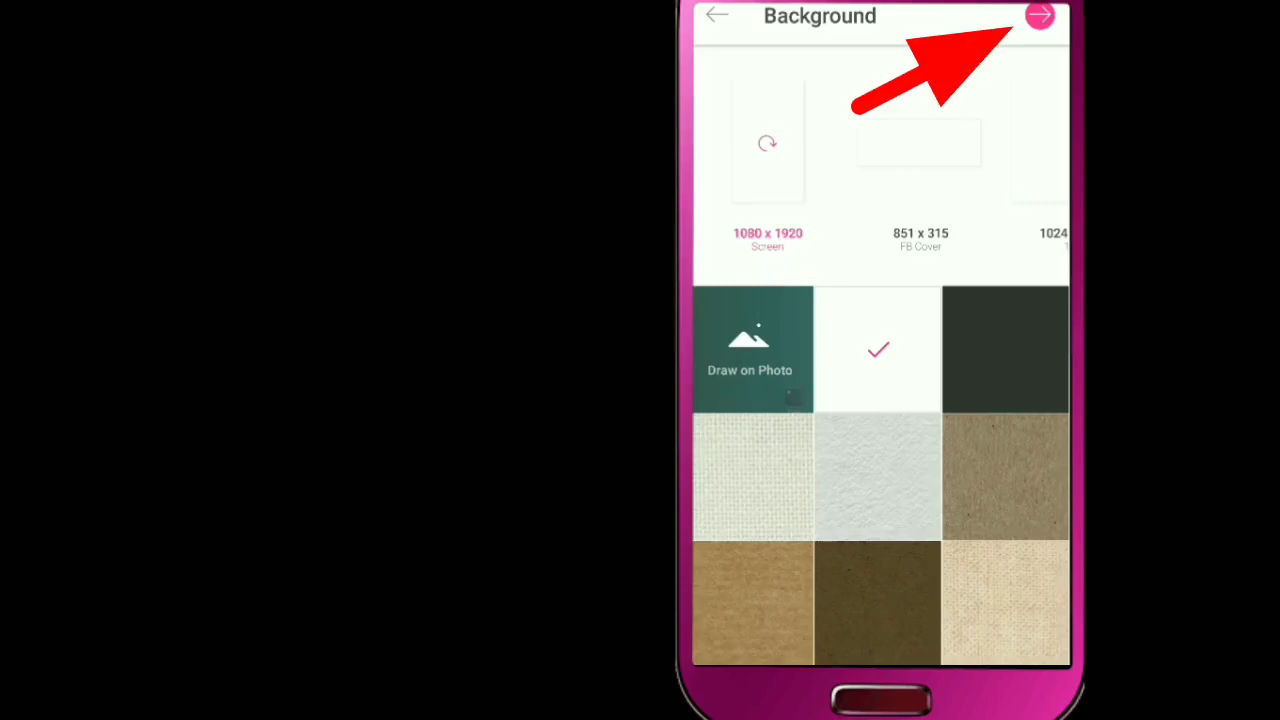 Background
1080 x 1920
Screen
851 x 315
FB Cover
1024
Draw on Photo